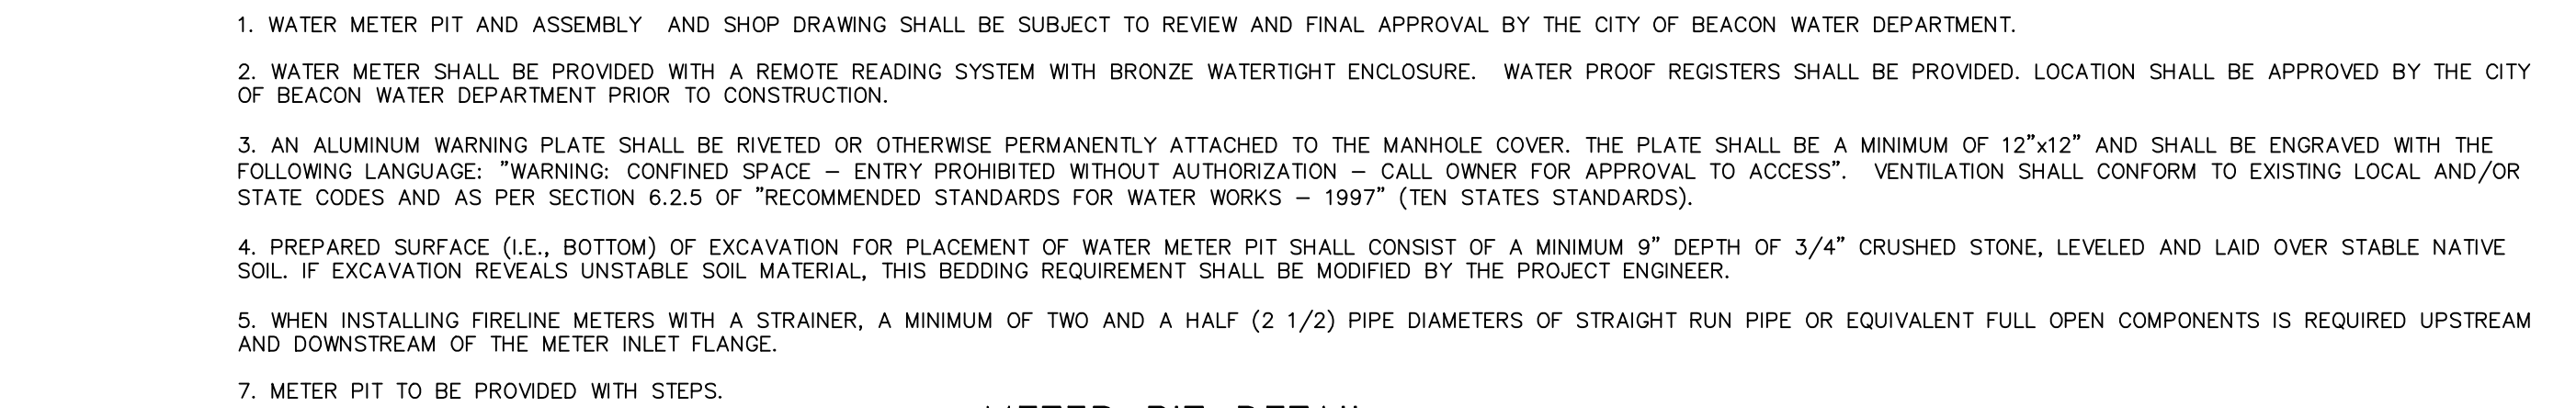 1. WATER METER PIT AND ASSEMBLY AND SHOP DRAWING SHALL BE SUBJECT TO REVIEW AND FINAL APPROVAL BY THE CITY OF BEACON WATER DEPARTMENT.
2. WATER METER SHALL BE PROVIDED WITH A REMOTE READING SYSTEM WITH BRONZE WATERTIGHT ENCLOSURE. WATER PROOF REGISTERS SHALL BE PROVIDED. LOCATION SHALL BE APPROVED BY THE CITY
OF BEACON WATER DEPARTMENT PRIOR TO CONSTRUCTION.
3. AN ALUMINUM WARNING PLATE SHALL BE RIVETED OR OTHERWISE PERMANENTLY ATTACHED TO THE MANHOLE COVER. THE PLATE SHALL BE A MINIMUM OF 12"x12" AND SHALL BE ENGRAVED WITH THE
FOLLOWING LANGUAGE: "WARNING: CONFINED SPACE – ENTRY PROHIBITED WITHOUT AUTHORIZATION – CALL OWNER FOR APPROVAL TO ACCESS". VENTILATION SHALL CONFORM TO EXISTING LOCAL AND/OR
STATE CODES AND AS PER SECTION 6.2.5 OF "RECOMMENDED STANDARDS FOR WATER WORKS – 1997" (TEN STATES STANDARDS).
4. PREPARED SURFACE (I.E., BOTTOM) OF EXCAVATION FOR PLACEMENT OF WATER METER PIT SHALL CONSIST OF A MINIMUM 9" DEPTH OF 3/4" CRUSHED STONE, LEVELED AND LAID OVER STABLE NATIVE
SOIL. IF EXCAVATION REVEALS UNSTABLE SOIL MATERIAL, THIS BEDDING REQUIREMENT SHALL BE MODIFIED BY THE PROJECT ENGINEER.
5. WHEN INSTALLING FIRELINE METERS WITH A STRAINER, A MINIMUM OF TWO AND A HALF (2 1/2) PIPE DIAMETERS OF STRAIGHT RUN PIPE OR EQUIVALENT FULL OPEN COMPONENTS IS REQUIRED UPSTREAM
AND DOWNSTREAM OF THE METER INLET FLANGE.
7. METER PIT TO BE PROVIDED WITH STEPS.